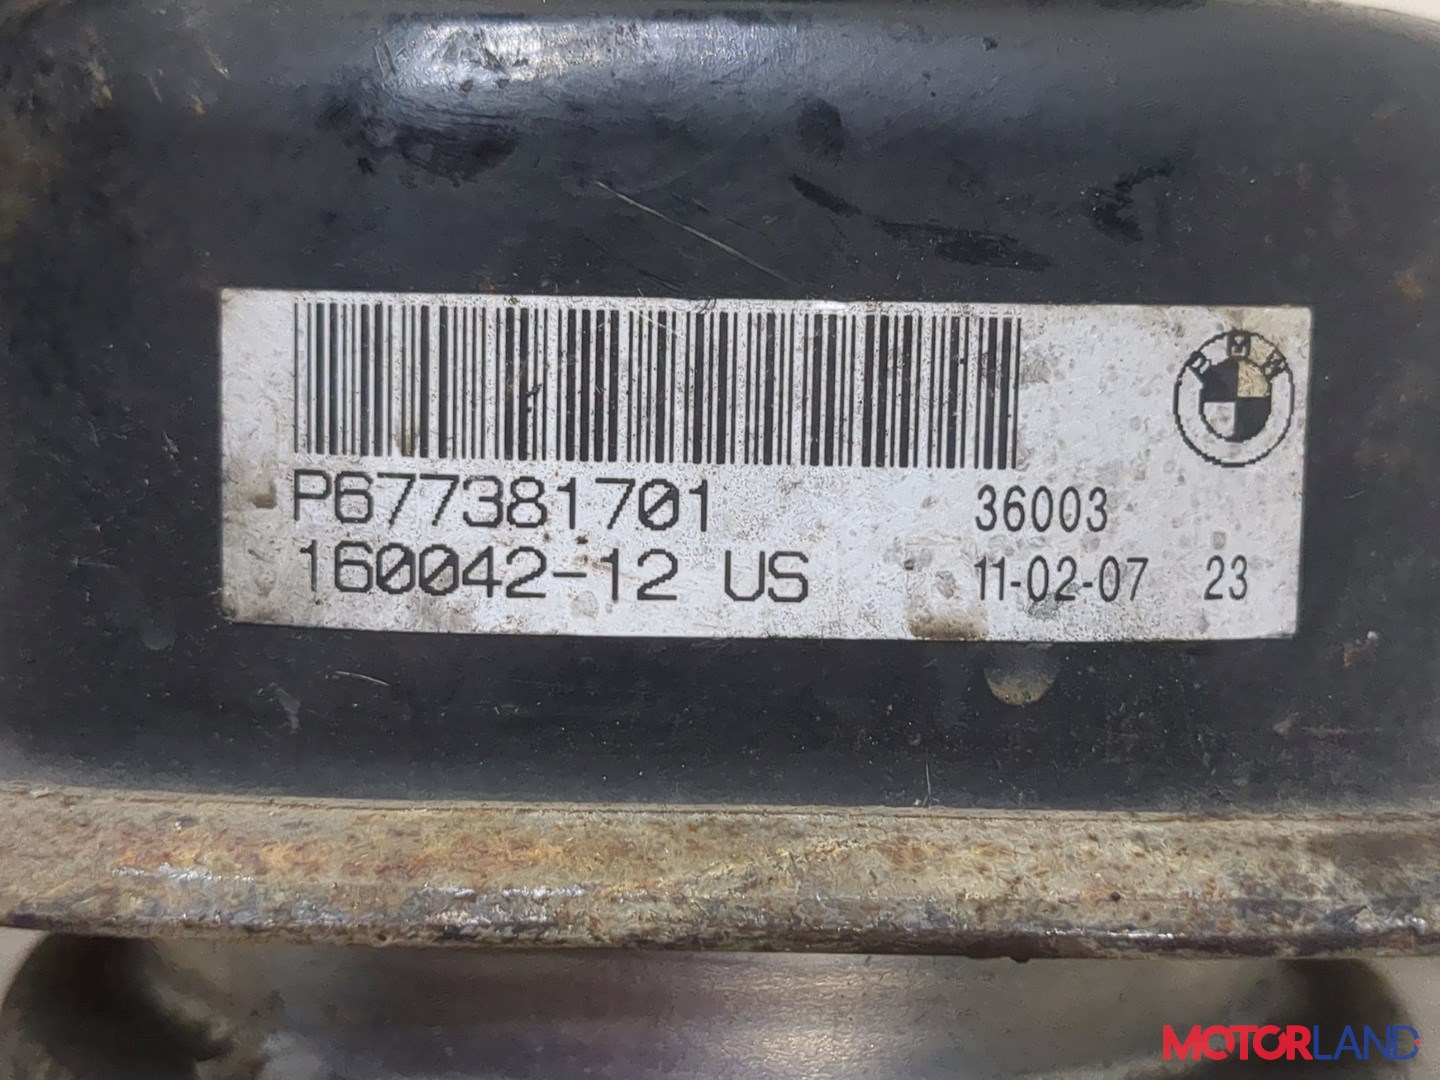 BMW
P677381701
36003
160042-12 US
11-02-07
23
MOTORLAND